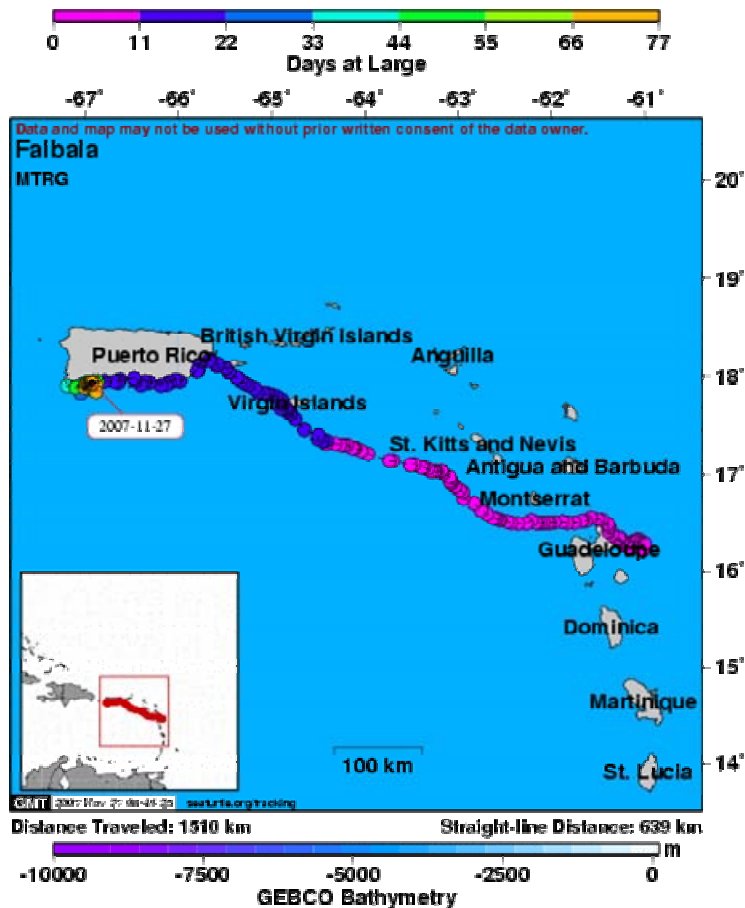 0 11 22 33 44 55 66 77
Days at Large
-67° -66° -65° -64° -63° -62° -61°
Data and map may not be used without prior written consent of the data owner.
Falbala
MTRG
20°
19°
British Virgin Islands
Puerto Rico
Anguilla
18°
Virgin Islands
2007-11-27
St. Kitts and Nevis
Antigua and Barbuda
17°
Montserrat
Guadeloupe
16°
Dominica
15°
Martinique
100 km
14°
St. Lucia
GMT 2007 Nov 27 seaturtle.org/tracking
Distance Traveled: 1510 km Straight-line Distance: 639 km
m
-10000 -7500 -5000 -2500 0
GEBCO Bathymetry